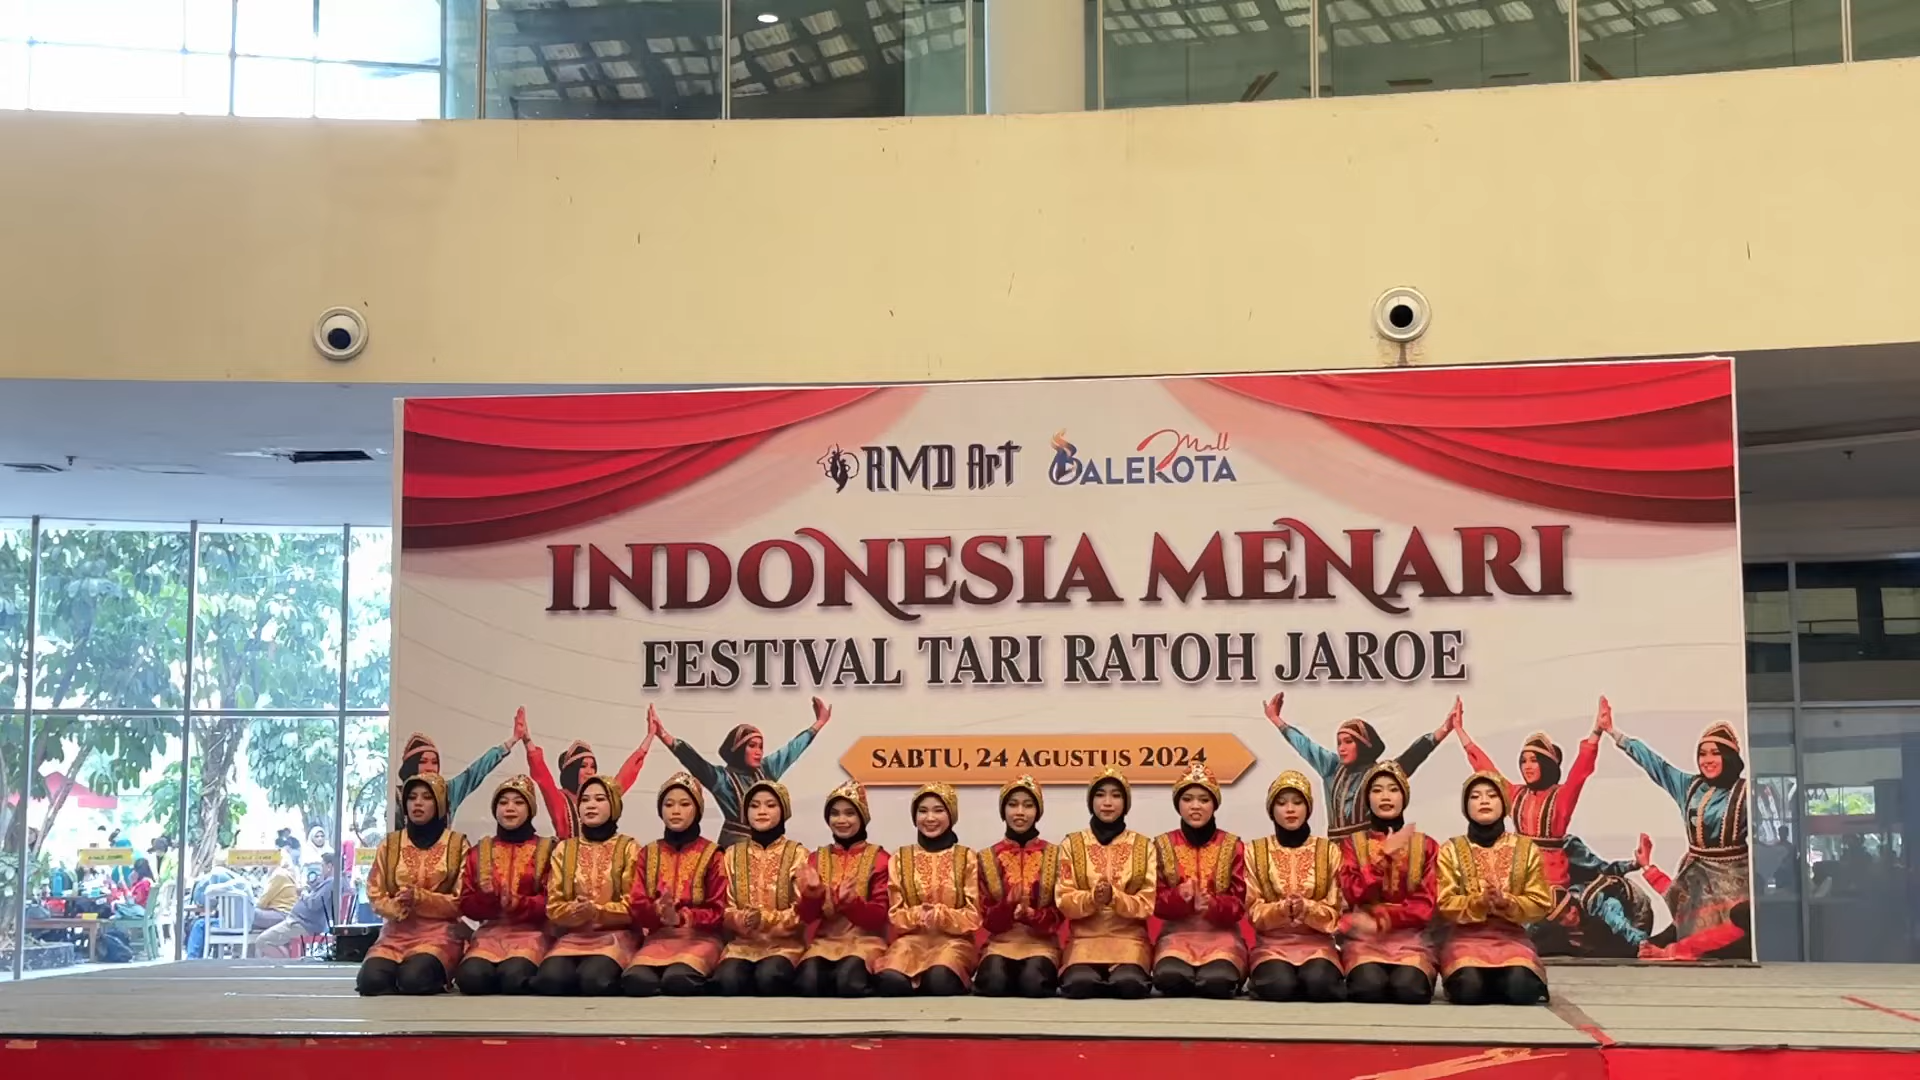 RMD Art
Mall
BALEKOTA
INDONESIA MENARI
FESTIVAL TARI RATOH JAROE
SABTU, 24 AGUSTUS 2024